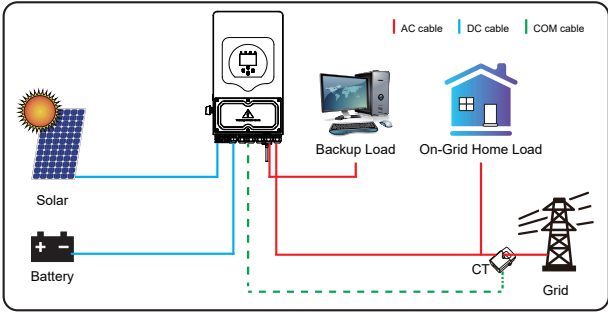 AC cable
DC cable
COM cable
Backup Load
On-Grid Home Load
Solar
CT
Battery
Grid